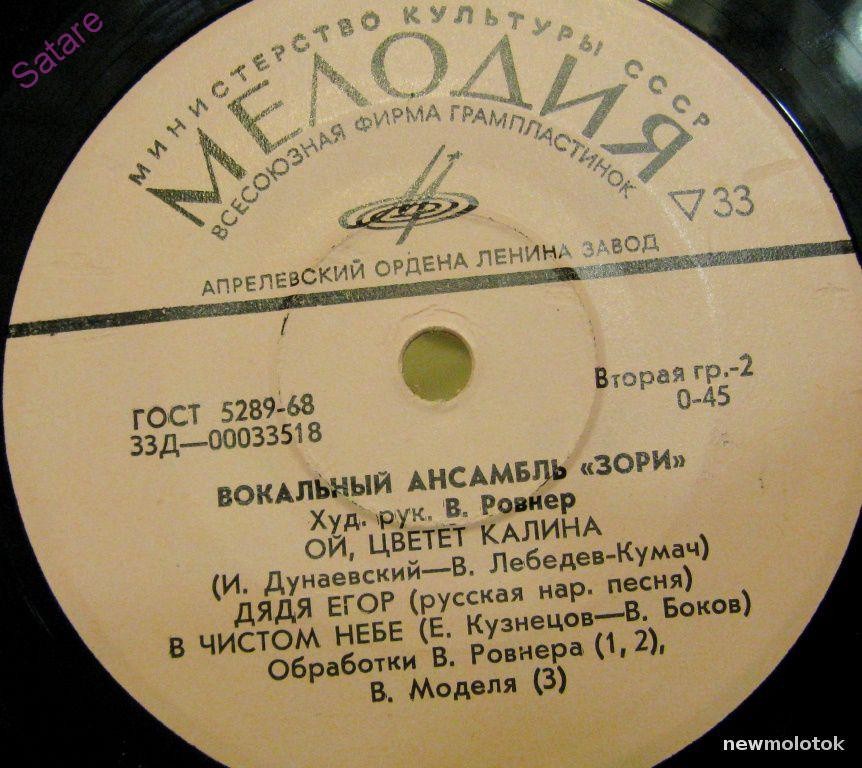 Satare
МИНИСТЕРСТВО КУЛЬТУРЫ СССР
МЕЛОДИЯ
ВСЕСОЮЗНАЯ ФИРМА ГРАМПЛАСТИНОК
33
АПРЕЛЕВСКИЙ ОРДЕНА ЛЕНИНА ЗАВОД
ГОСТ 5289-68
33Д—00033518
Вторая гр.-2
0-45
ВОКАЛЬНЫЙ АНСАМБЛЬ «ЗОРИ»
Худ. рук. В. Ровнер
ОЙ, ЦВЕТЕТ КАЛИНА
(И. Дунаевский—В. Лебедев-Кумач)
ДЯДЯ ЕГОР (русская нар. песня)
В ЧИСТОМ НЕБЕ (Е. Кузнецов—В. Боков)
Обработки В. Ровнера (1, 2),
В. Моделя (3)
newmolotok